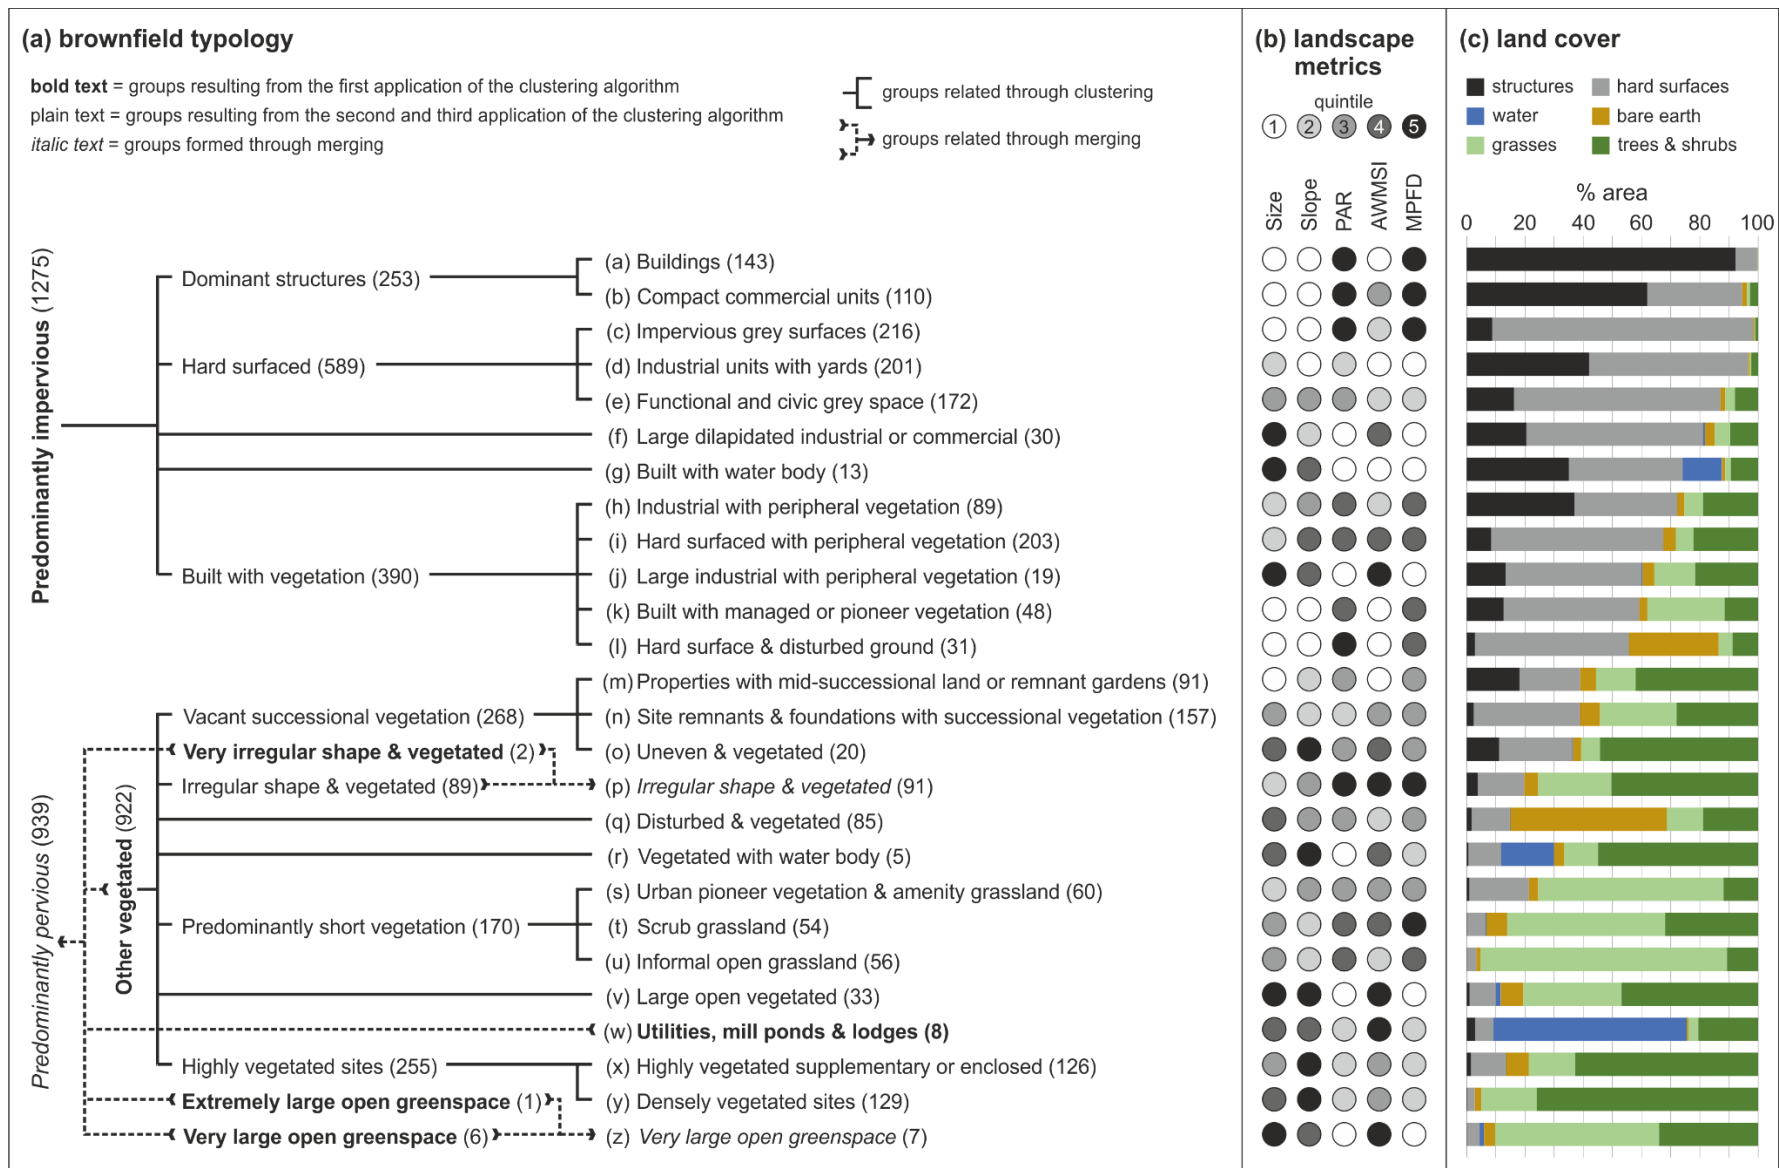 (a) brownfield typology
bold text = groups resulting from the first application of the clustering algorithm
plain text = groups resulting from the second and third application of the clustering algorithm
italic text = groups formed through merging
groups related through clustering
groups related through merging
Predominantly impervious (1275)
Dominant structures (253)
(a) Buildings (143)
(b) Compact commercial units (110)
Hard surfaced (589)
(c) Impervious grey surfaces (216)
(d) Industrial units with yards (201)
(e) Functional and civic grey space (172)
(f) Large dilapidated industrial or commercial (30)
(g) Built with water body (13)
Built with vegetation (390)
(h) Industrial with peripheral vegetation (89)
(i) Hard surfaced with peripheral vegetation (203)
(j) Large industrial with peripheral vegetation (19)
(k) Built with managed or pioneer vegetation (48)
(l) Hard surface & disturbed ground (31)
Predominantly pervious (939)
Other vegetated (922)
Vacant successional vegetation (268)
(m) Properties with mid-successional land or remnant gardens (91)
(n) Site remnants & foundations with successional vegetation (157)
(o) Uneven & vegetated (20)
Very irregular shape & vegetated (2)
Irregular shape & vegetated (89)
(p) Irregular shape & vegetated (91)
(q) Disturbed & vegetated (85)
(r) Vegetated with water body (5)
Predominantly short vegetation (170)
(s) Urban pioneer vegetation & amenity grassland (60)
(t) Scrub grassland (54)
(u) Informal open grassland (56)
(v) Large open vegetated (33)
(w) Utilities, mill ponds & lodges (8)
Highly vegetated sites (255)
(x) Highly vegetated supplementary or enclosed (126)
(y) Densely vegetated sites (129)
Extremely large open greenspace (1)
Very large open greenspace (6)
(z) Very large open greenspace (7)
(b) landscape
metrics
quintile
1 2 3 4 5
Size
Slope
PAR
AWMSI
MPFD
(c) land cover
structures
hard surfaces
water
bare earth
grasses
trees & shrubs
% area
0 20 40 60 80 100